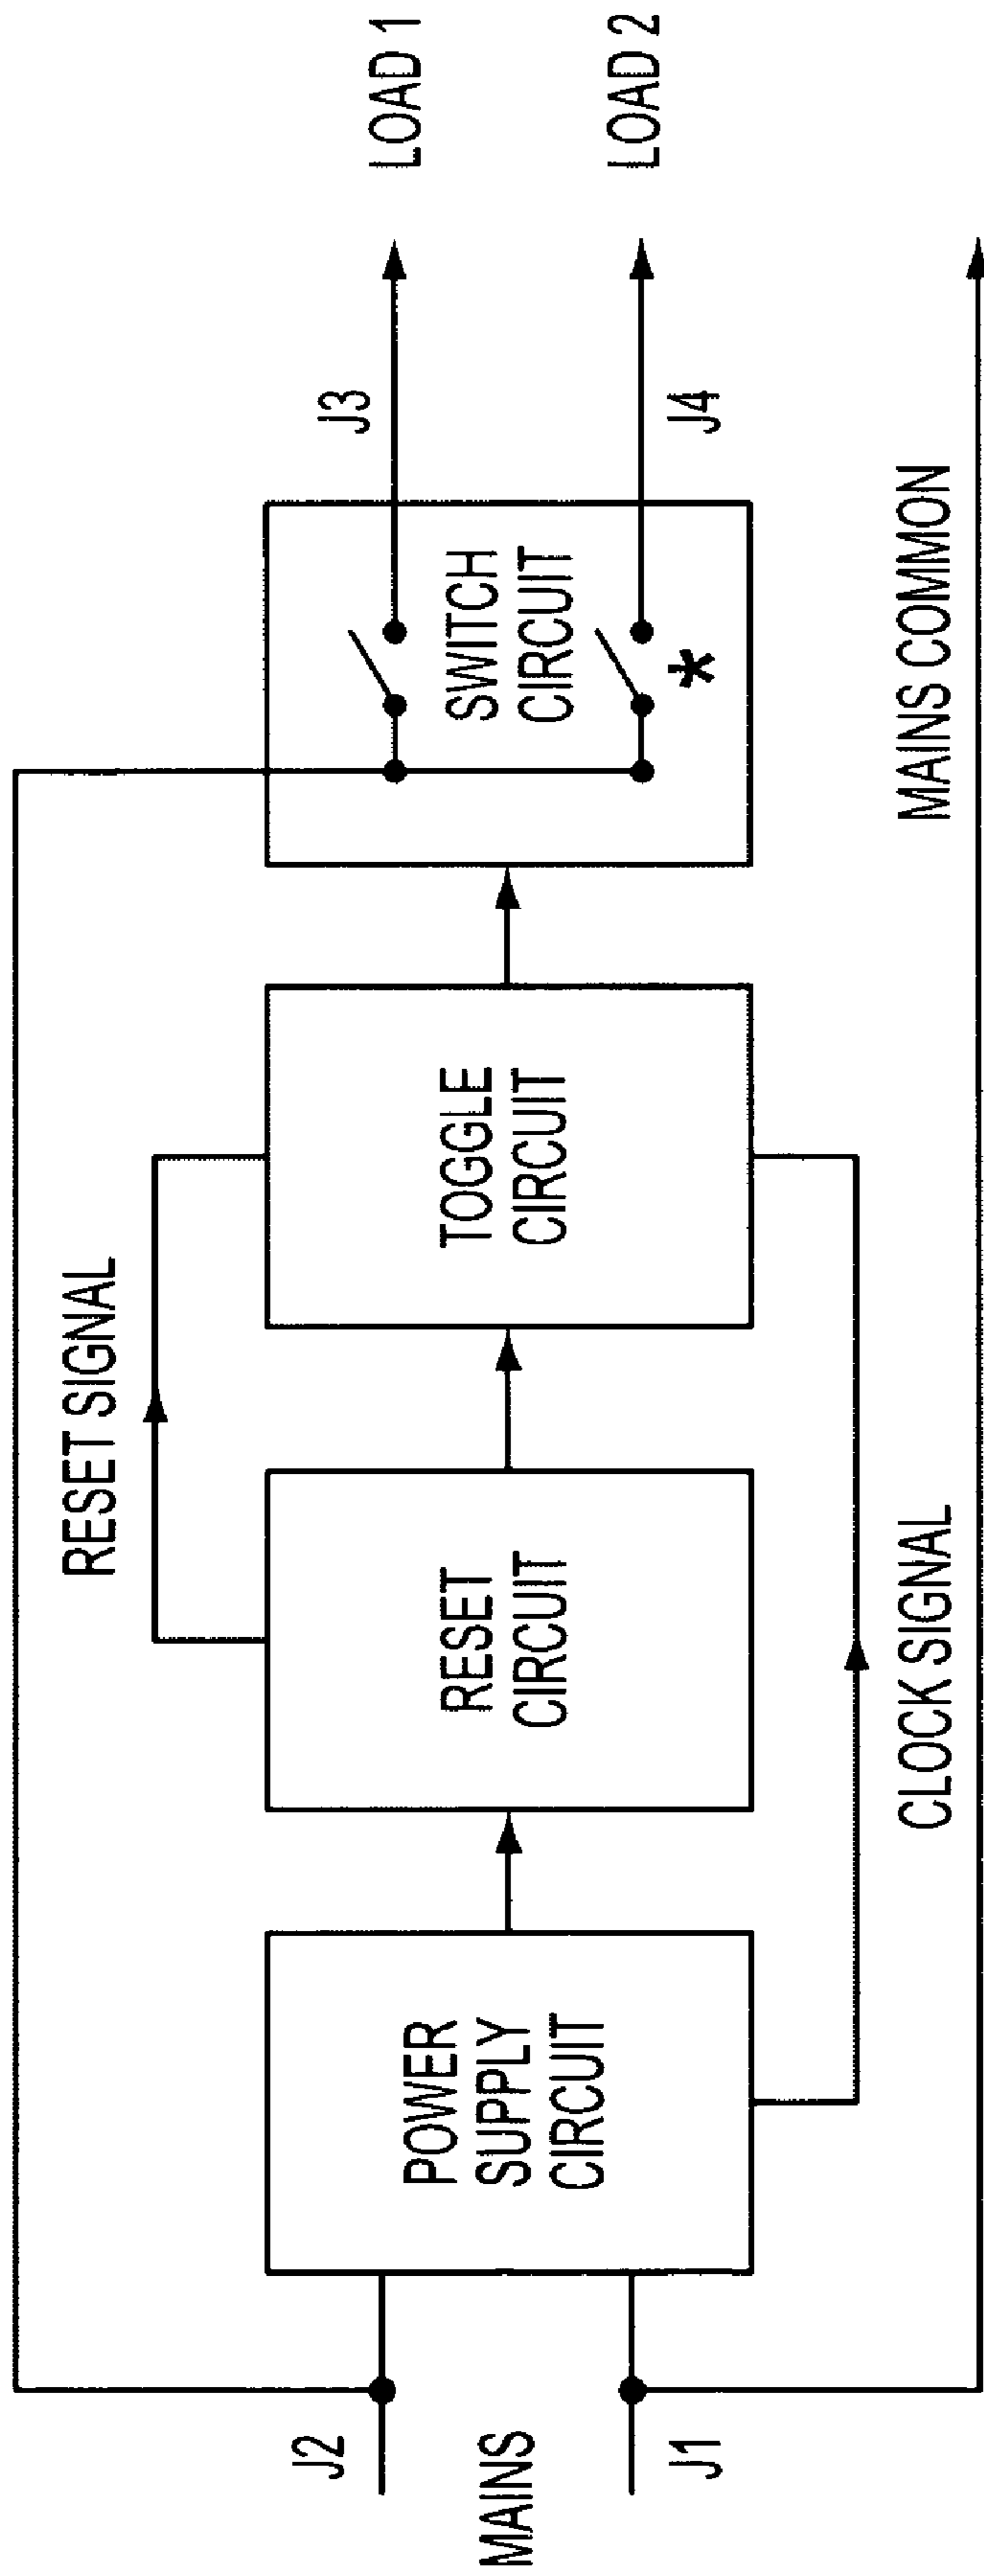 RESET SIGNAL
J2
MAINS
J1
POWER
SUPPLY
CIRCUIT
RESET
CIRCUIT
TOGGLE
CIRCUIT
SWITCH
CIRCUIT
*
J3
LOAD 1
J4
LOAD 2
CLOCK SIGNAL
MAINS COMMON